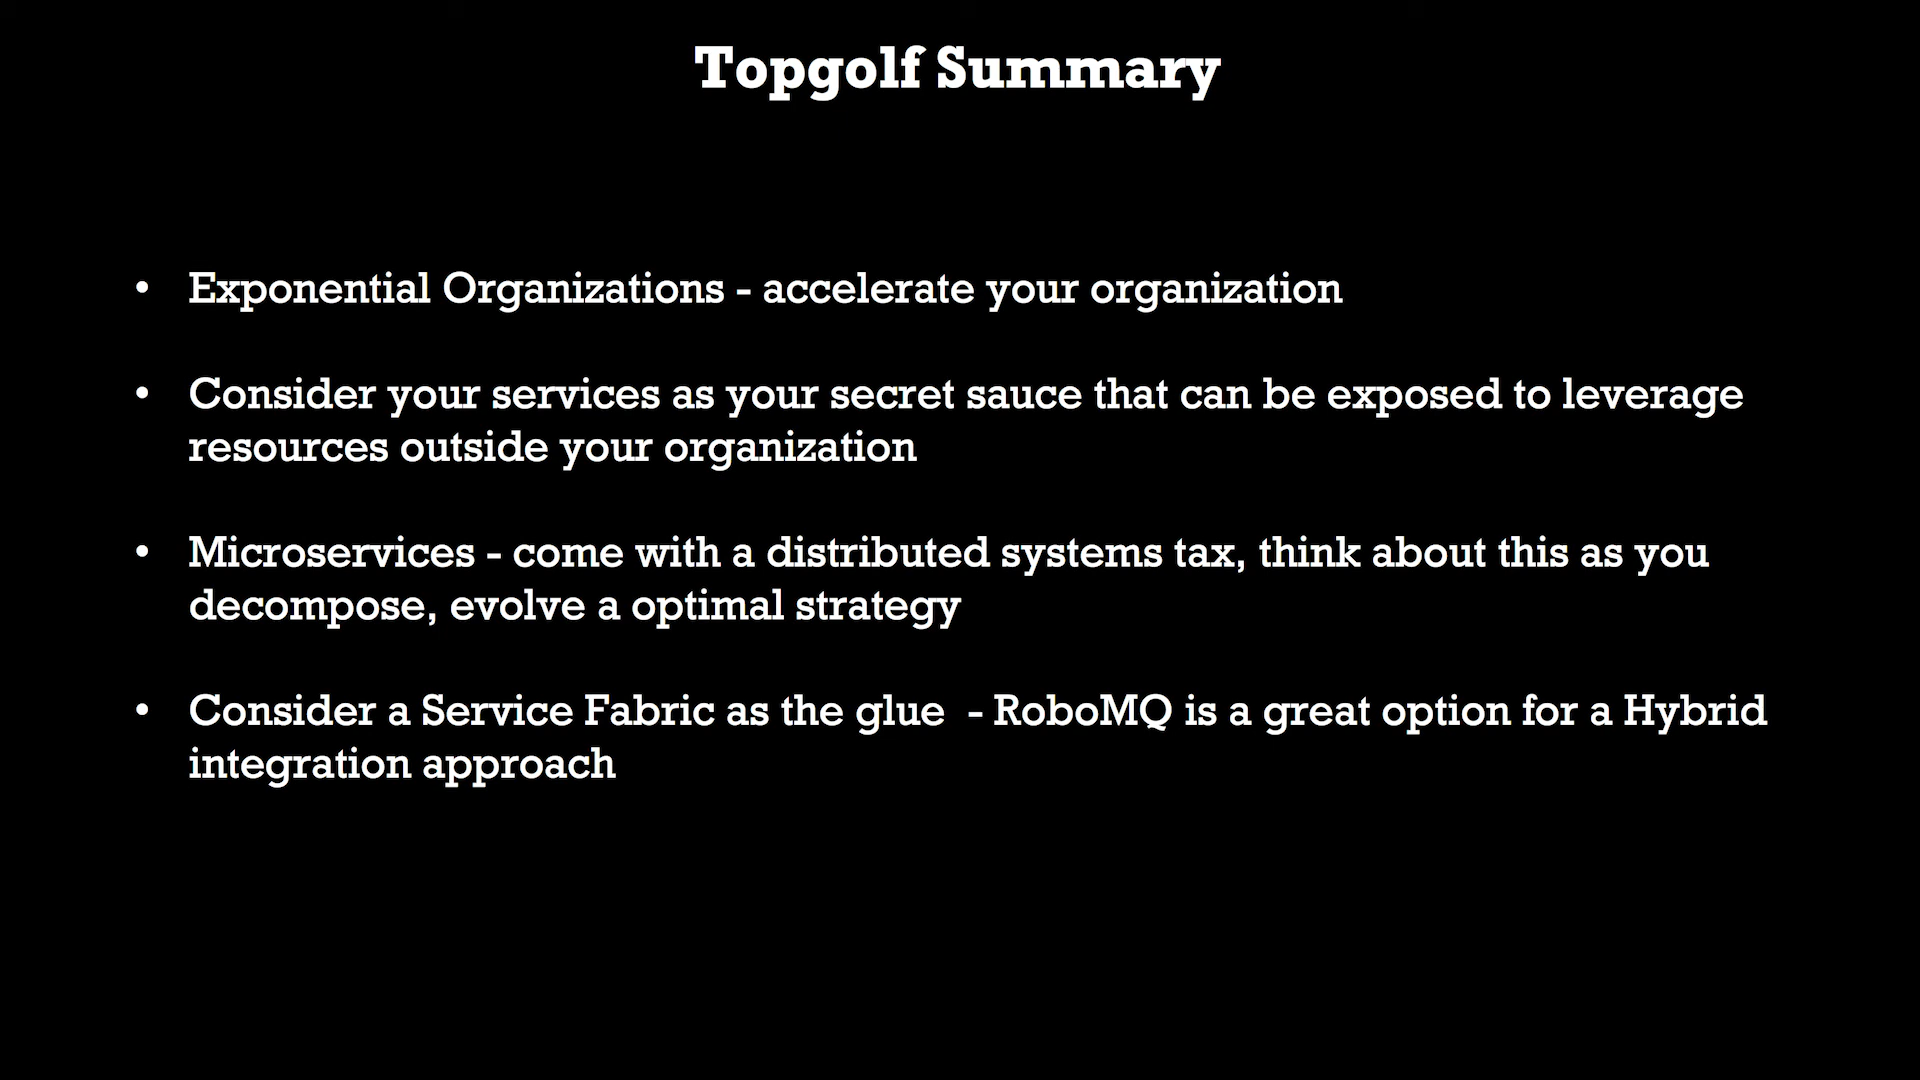 Topgolf Summary
• Exponential Organizations - accelerate your organization
• Consider your services as your secret sauce that can be exposed to leverage
resources outside your organization
• Microservices - come with a distributed systems tax, think about this as you
decompose, evolve a optimal strategy
• Consider a Service Fabric as the glue  - RoboMQ is a great option for a Hybrid
integration approach